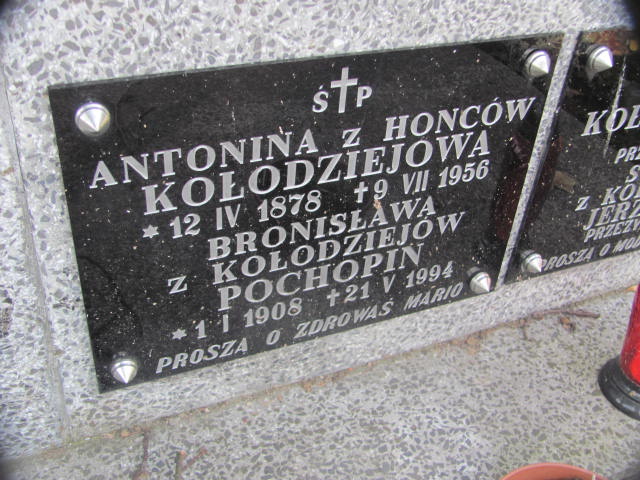 Ś✝P
ANTONINA Z HONCÓW
KOŁODZIEJOWA
*12 IV 1878 †9 VII 1956
BRONISŁAWA
Z KOŁODZIEJÓW
POCHOPIN
*1 I 1908 †21 V 1994
PROSZĄ O ZDROWAŚ MARIO